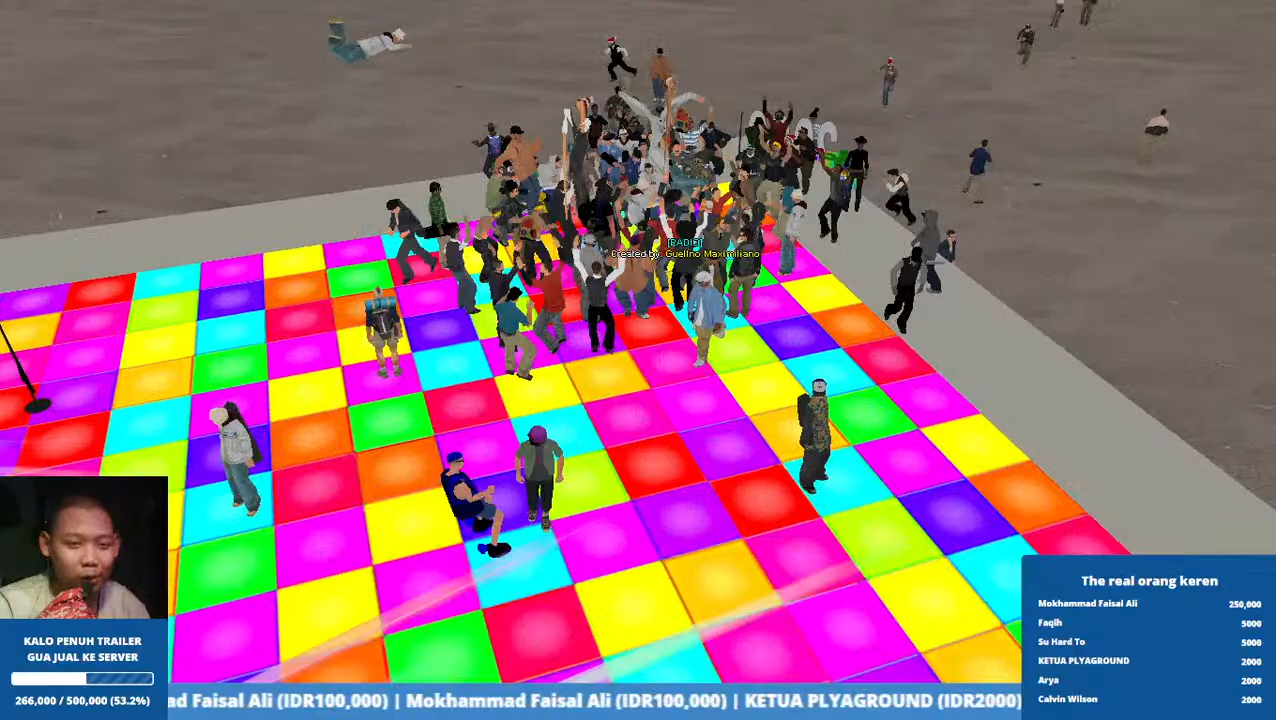 [RADIO]
Created by: Guelino Maximiliano
The real orang keren
Mokhammad Faisal Ali 250,000
Faqih 5000
Su Hard To 5000
KETUA PLYAGROUND 2000
Arya 2000
Calvin Wilson 2000
KALO PENUH TRAILER
GUA JUAL KE SERVER
266,000 / 500,000 (53.2%)
ad Faisal Ali (IDR100,000) | Mokhammad Faisal Ali (IDR100,000) | KETUA PLYAGROUND (IDR2000)